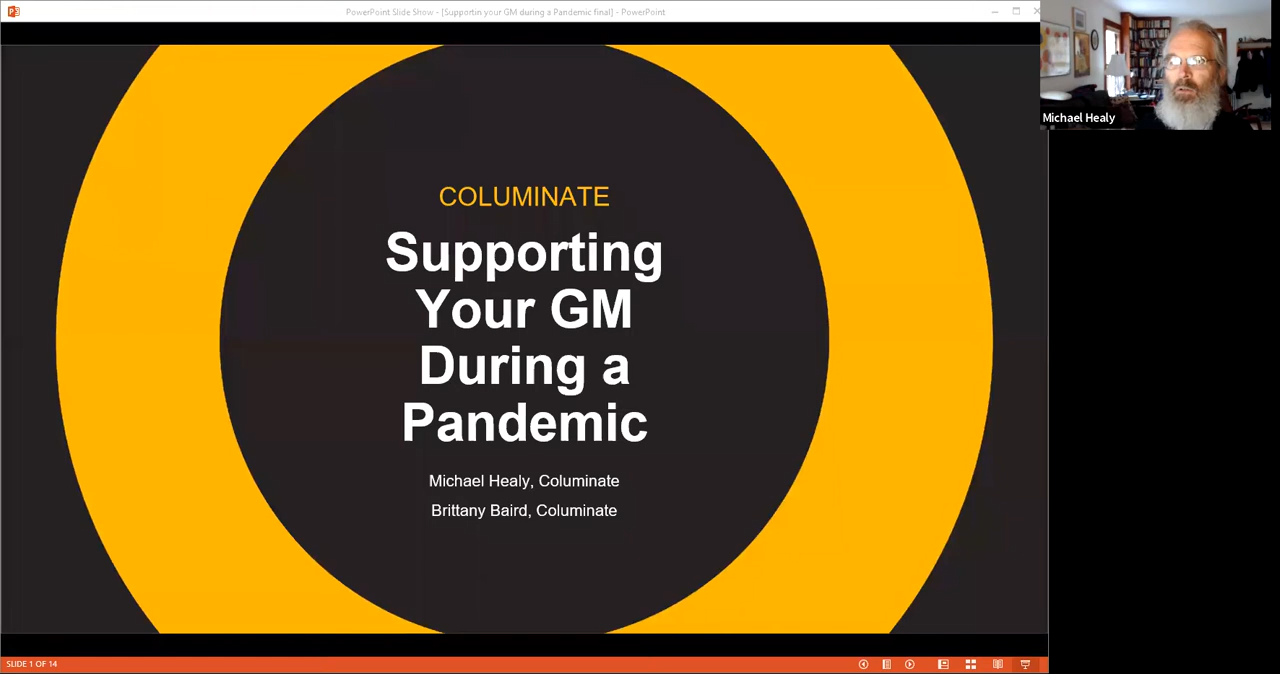 PowerPoint Slide Show - [Supportin your GM during a Pandemic final] - PowerPoint
Michael Healy
COLUMINATE
Supporting
Your GM
During a
Pandemic
Michael Healy, Columinate
Brittany Baird, Columinate
SLIDE 1 OF 14